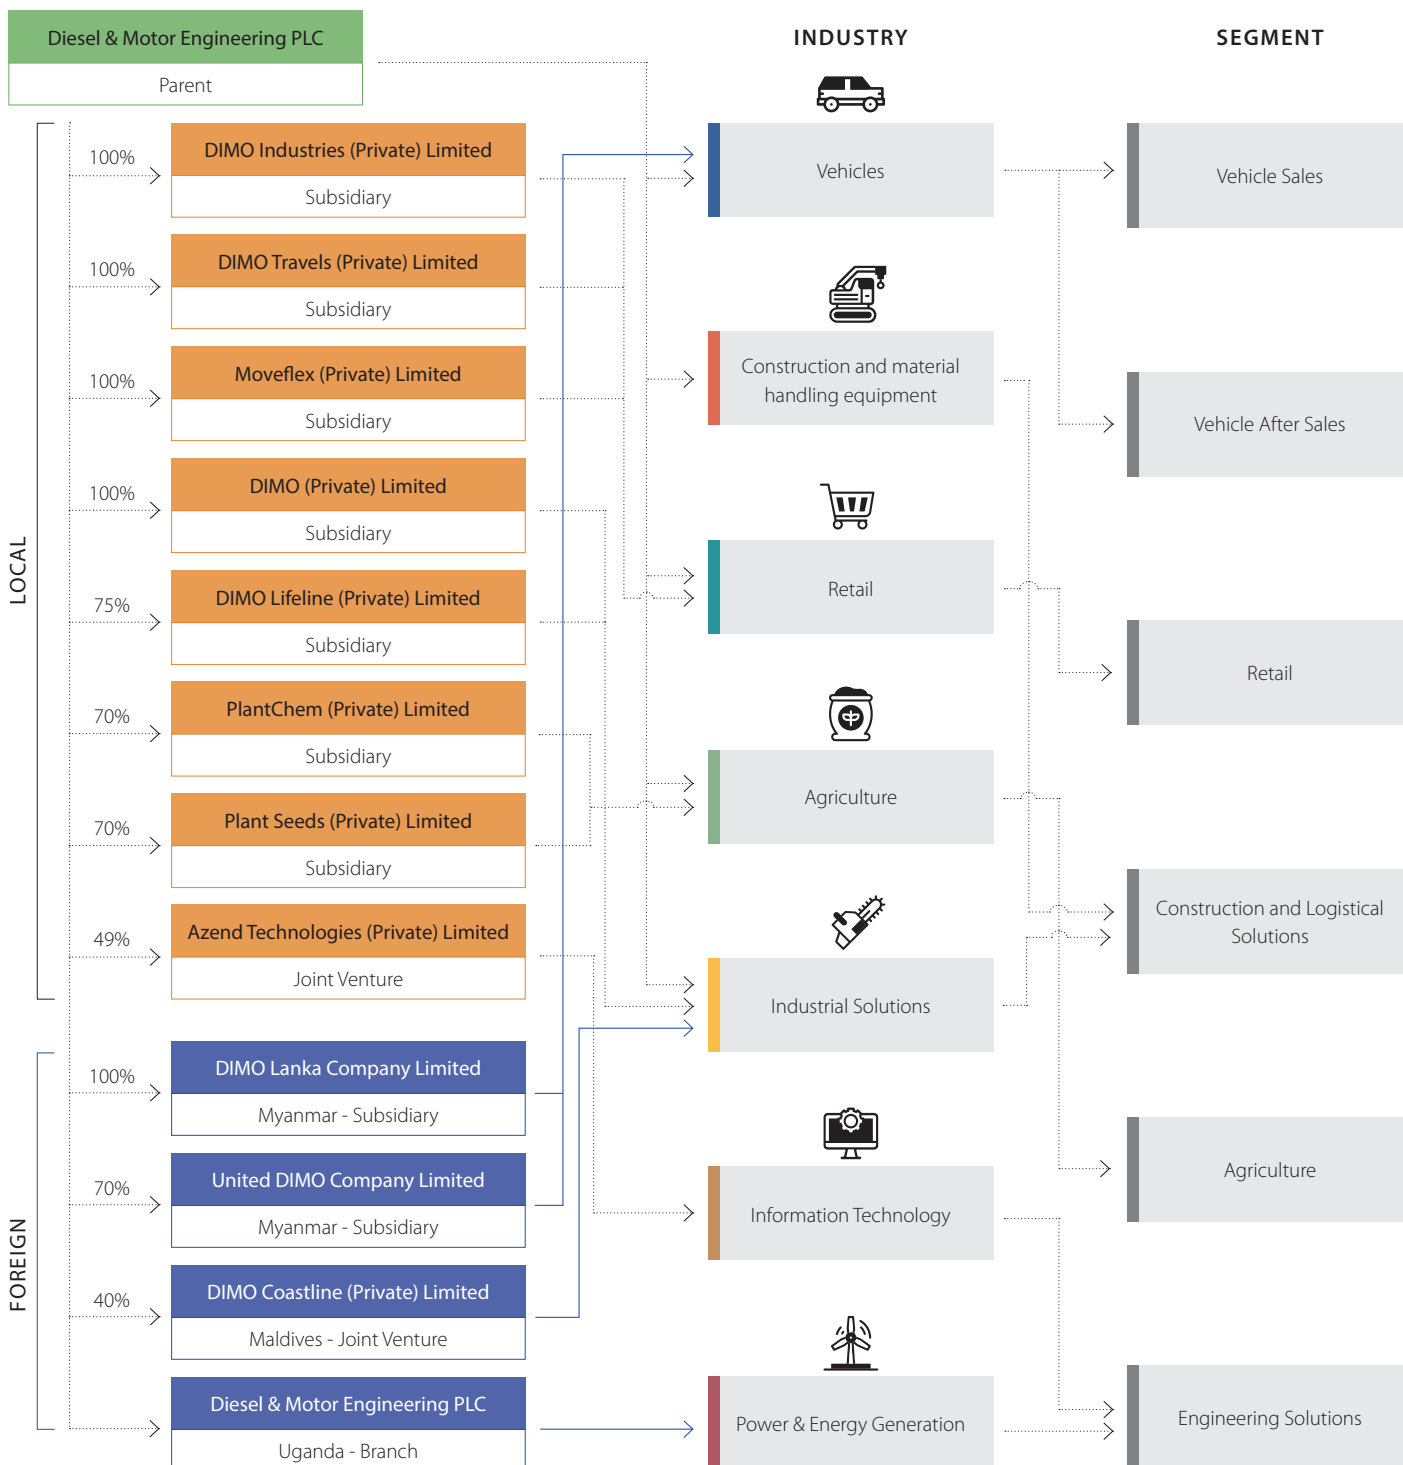 Diesel & Motor Engineering PLC
Parent
INDUSTRY
SEGMENT
LOCAL
100%
DIMO Industries (Private) Limited
Subsidiary
100%
DIMO Travels (Private) Limited
Subsidiary
100%
Moveflex (Private) Limited
Subsidiary
100%
DIMO (Private) Limited
Subsidiary
75%
DIMO Lifeline (Private) Limited
Subsidiary
70%
PlantChem (Private) Limited
Subsidiary
70%
Plant Seeds (Private) Limited
Subsidiary
49%
Azend Technologies (Private) Limited
Joint Venture
FOREIGN
100%
DIMO Lanka Company Limited
Myanmar - Subsidiary
70%
United DIMO Company Limited
Myanmar - Subsidiary
40%
DIMO Coastline (Private) Limited
Maldives - Joint Venture
Diesel & Motor Engineering PLC
Uganda - Branch
Vehicles
Construction and material
handling equipment
Retail
Agriculture
Industrial Solutions
Information Technology
Power & Energy Generation
Vehicle Sales
Vehicle After Sales
Retail
Construction and Logistical
Solutions
Agriculture
Engineering Solutions